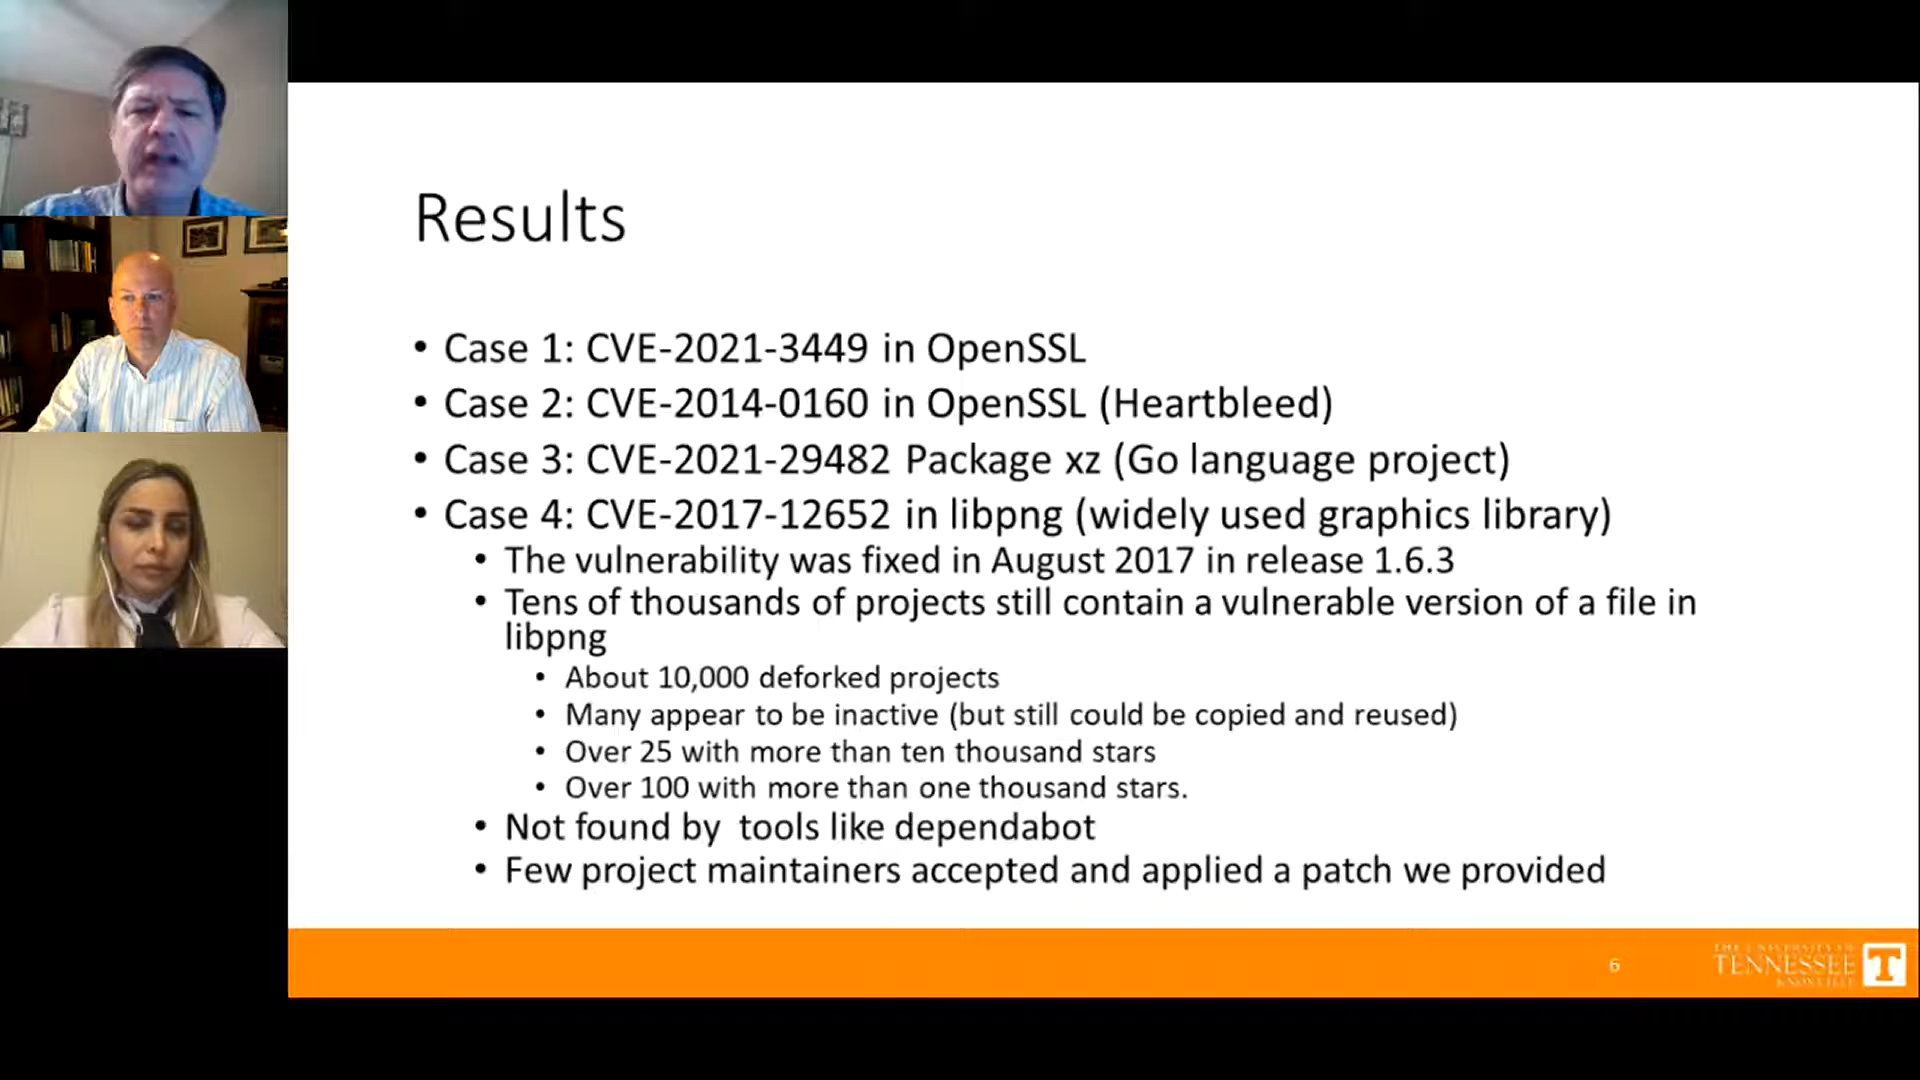 Results
• Case 1: CVE-2021-3449 in OpenSSL
• Case 2: CVE-2014-0160 in OpenSSL (Heartbleed)
• Case 3: CVE-2021-29482 Package xz (Go language project)
• Case 4: CVE-2017-12652 in libpng (widely used graphics library)
• The vulnerability was fixed in August 2017 in release 1.6.3
• Tens of thousands of projects still contain a vulnerable version of a file in
libpng
• About 10,000 deforked projects
• Many appear to be inactive (but still could be copied and reused)
• Over 25 with more than ten thousand stars
• Over 100 with more than one thousand stars.
• Not found by  tools like dependabot
• Few project maintainers accepted and applied a patch we provided
6
THE UNIVERSITY OF
TENNESSEE
KNOXVILLE
T